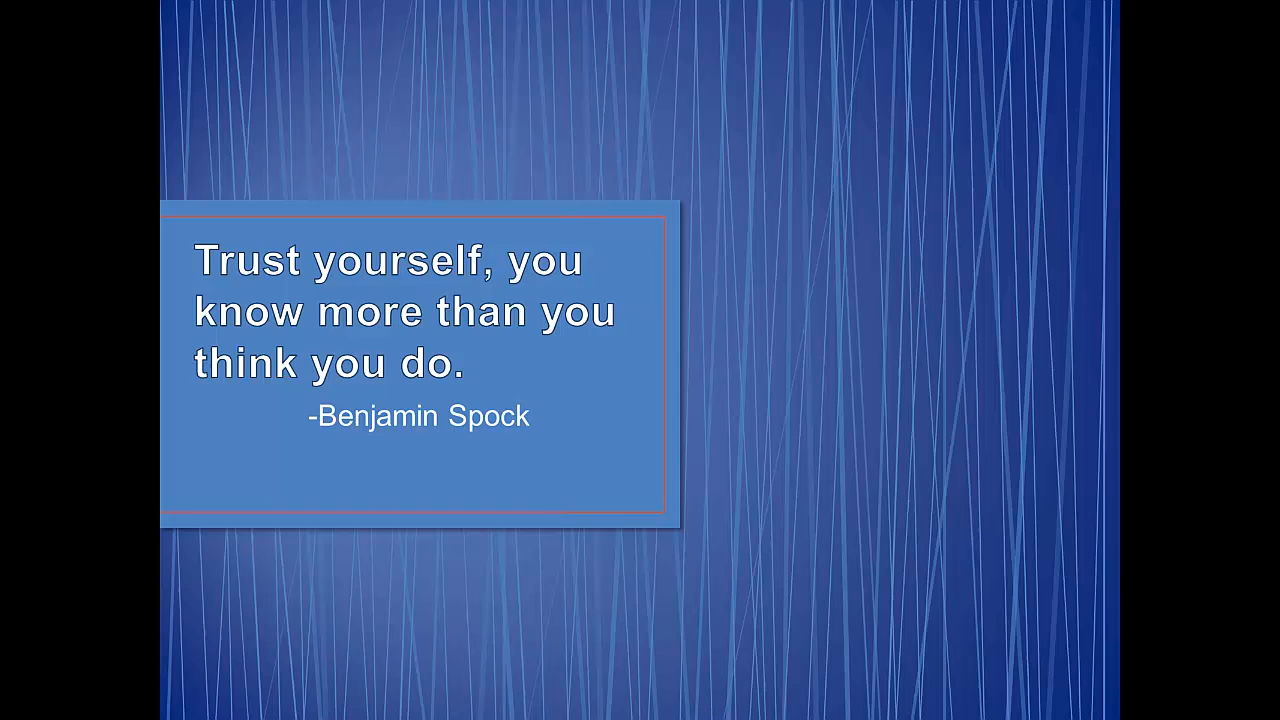 Trust yourself, you
know more than you
think you do.
-Benjamin Spock